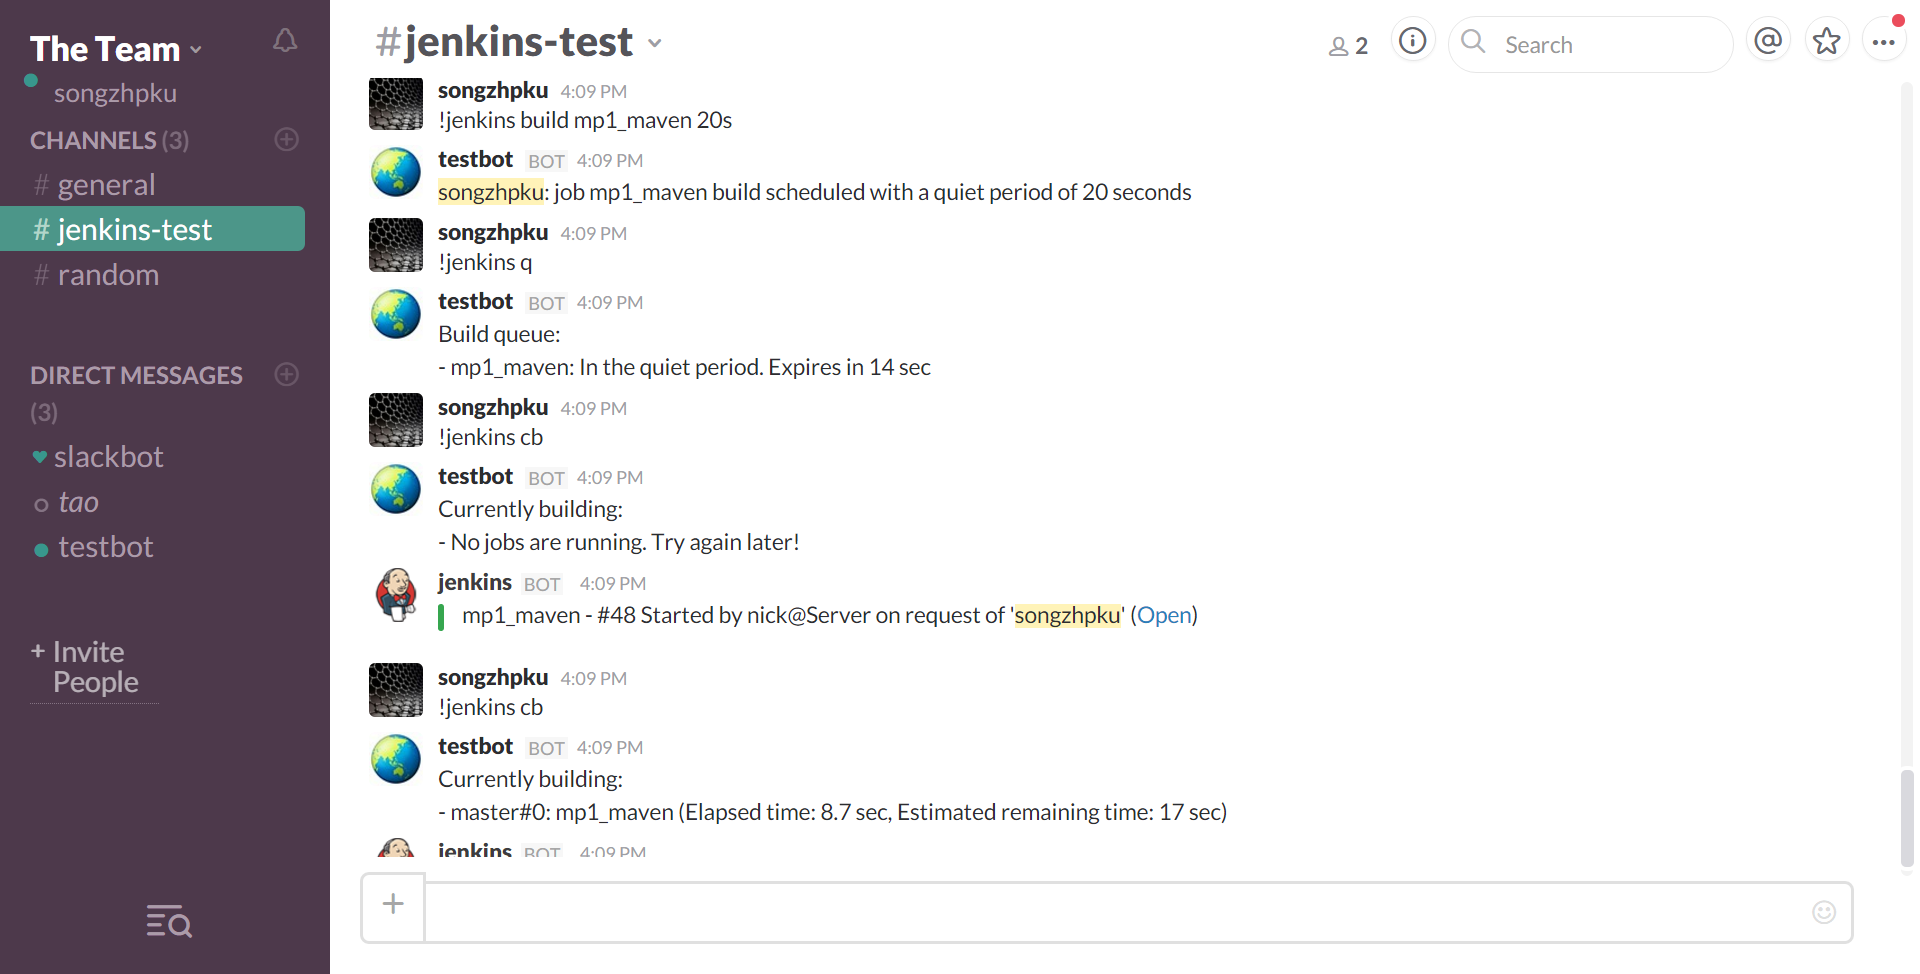 The Team
songzhpku
CHANNELS (3)
# general
# jenkins-test
# random
DIRECT MESSAGES
(3)
slackbot
tao
testbot
+ Invite
People
#jenkins-test
2
Search
songzhpku 4:09 PM
!jenkins build mp1_maven 20s
testbot BOT 4:09 PM
songzhpku: job mp1_maven build scheduled with a quiet period of 20 seconds
songzhpku 4:09 PM
!jenkins q
testbot BOT 4:09 PM
Build queue:
- mp1_maven: In the quiet period. Expires in 14 sec
songzhpku 4:09 PM
!jenkins cb
testbot BOT 4:09 PM
Currently building:
- No jobs are running. Try again later!
jenkins BOT 4:09 PM
mp1_maven - #48 Started by nick@Server on request of 'songzhpku' (Open)
songzhpku 4:09 PM
!jenkins cb
testbot BOT 4:09 PM
Currently building:
- master#0: mp1_maven (Elapsed time: 8.7 sec, Estimated remaining time: 17 sec)
jenkins BOT 4:09 PM